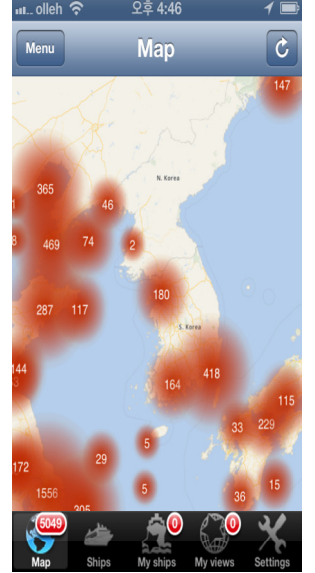 olleh 오후 4:46
Menu Map
147
N. Korea
365
1 46
8 469 74 2
180
287 117
S. Korea
144
164 418
115
33 229
5
29
172
1556 5 36 15
305
5049 0 0
Map Ships My ships My views Settings